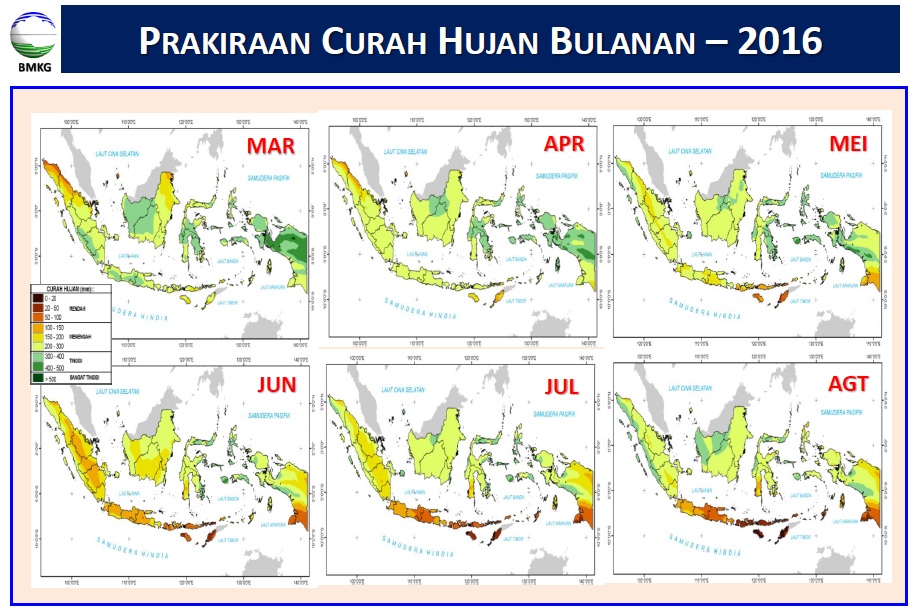 BMKG
PRAKIRAAN CURAH HUJAN BULANAN – 2016
MAR
LAUT CINA SELATAN
SAMUDERA PASIFIK
LAUT JAWA
LAUT BANDA
LAUT ARAFURA
LAUT TIMOR
SAMUDERA HINDIA
APR
LAUT CINA SELATAN
SAMUDERA PASIFIK
LAUT JAWA
LAUT BANDA
LAUT ARAFURA
LAUT TIMOR
SAMUDERA HINDIA
MEI
LAUT CINA SELATAN
SAMUDERA PASIFIK
LAUT JAWA
LAUT BANDA
LAUT ARAFURA
LAUT TIMOR
SAMUDERA HINDIA
CURAH HUJAN (mm) :
0 - 20
20 - 50 RENDAH
50 - 100
100 - 150
150 - 200 MENENGAH
200 - 300
300 - 400 TINGGI
400 - 500
> 500 SANGAT TINGGI
JUN
LAUT CINA SELATAN
SAMUDERA PASIFIK
LAUT JAWA
LAUT BANDA
LAUT ARAFURA
LAUT TIMOR
SAMUDERA HINDIA
JUL
LAUT CINA SELATAN
SAMUDERA PASIFIK
LAUT JAWA
LAUT BANDA
LAUT ARAFURA
LAUT TIMOR
SAMUDERA HINDIA
AGT
LAUT CINA SELATAN
SAMUDERA PASIFIK
LAUT JAWA
LAUT BANDA
LAUT ARAFURA
LAUT TIMOR
SAMUDERA HINDIA